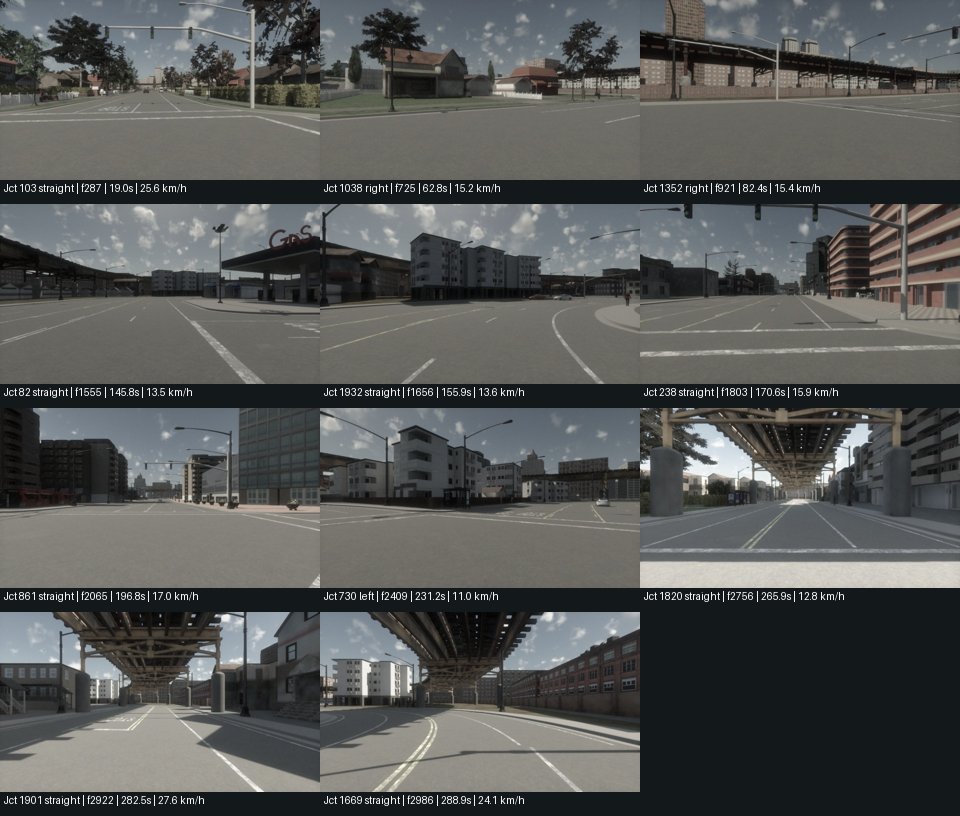 Jct 103 straight | f287 | 19.0s | 25.6 km/h
Jct 1038 right | f725 | 62.8s | 15.2 km/h
Jct 1352 right | f921 | 82.4s | 15.4 km/h
Gas
Jct 82 straight | f1555 | 145.8s | 13.5 km/h
Jct 1932 straight | f1656 | 155.9s | 13.6 km/h
Jct 238 straight | f1803 | 170.6s | 15.9 km/h
Jct 861 straight | f2065 | 196.8s | 17.0 km/h
Jct 730 left | f2409 | 231.2s | 11.0 km/h
Jct 1820 straight | f2756 | 265.9s | 12.8 km/h
Jct 1901 straight | f2922 | 282.5s | 27.6 km/h
Jct 1669 straight | f2986 | 288.9s | 24.1 km/h